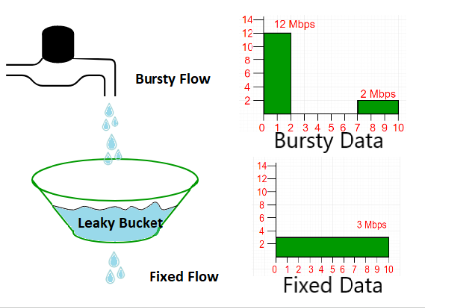 Bursty Flow
Leaky Bucket
Fixed Flow
14
12
10
8
6
4
2
12 Mbps
2 Mbps
0 1 2 3 4 5 6 7 8 9 10
Bursty Data
14
12
10
8
6
4
2
3 Mbps
0 1 2 3 4 5 6 7 8 9 10
Fixed Data